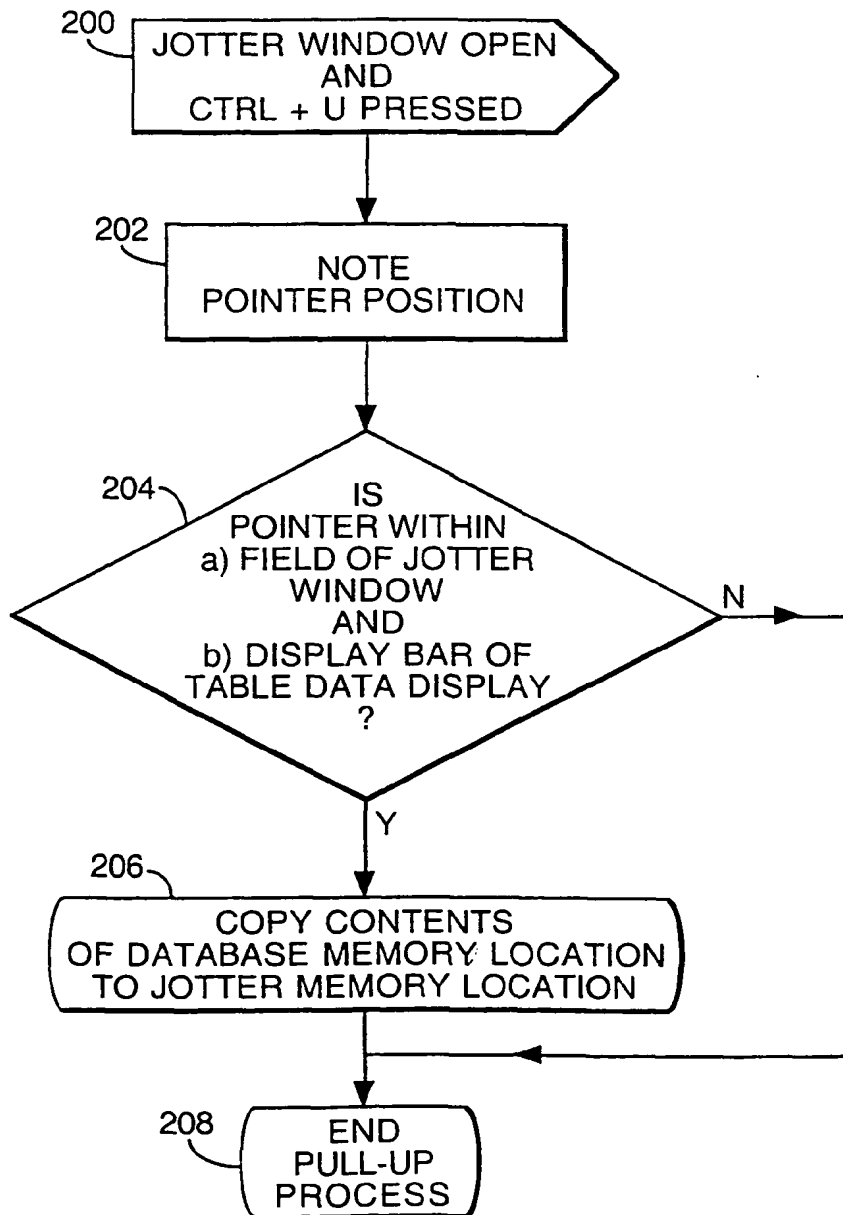 200
JOTTER WINDOW OPEN
AND
CTRL + U PRESSED
202
NOTE
POINTER POSITION
204
IS
POINTER WITHIN
a) FIELD OF JOTTER
WINDOW
AND
b) DISPLAY BAR OF
TABLE DATA DISPLAY
?
N
Y
206
COPY CONTENTS
OF DATABASE MEMORY LOCATION
TO JOTTER MEMORY LOCATION
208
END
PULL-UP
PROCESS